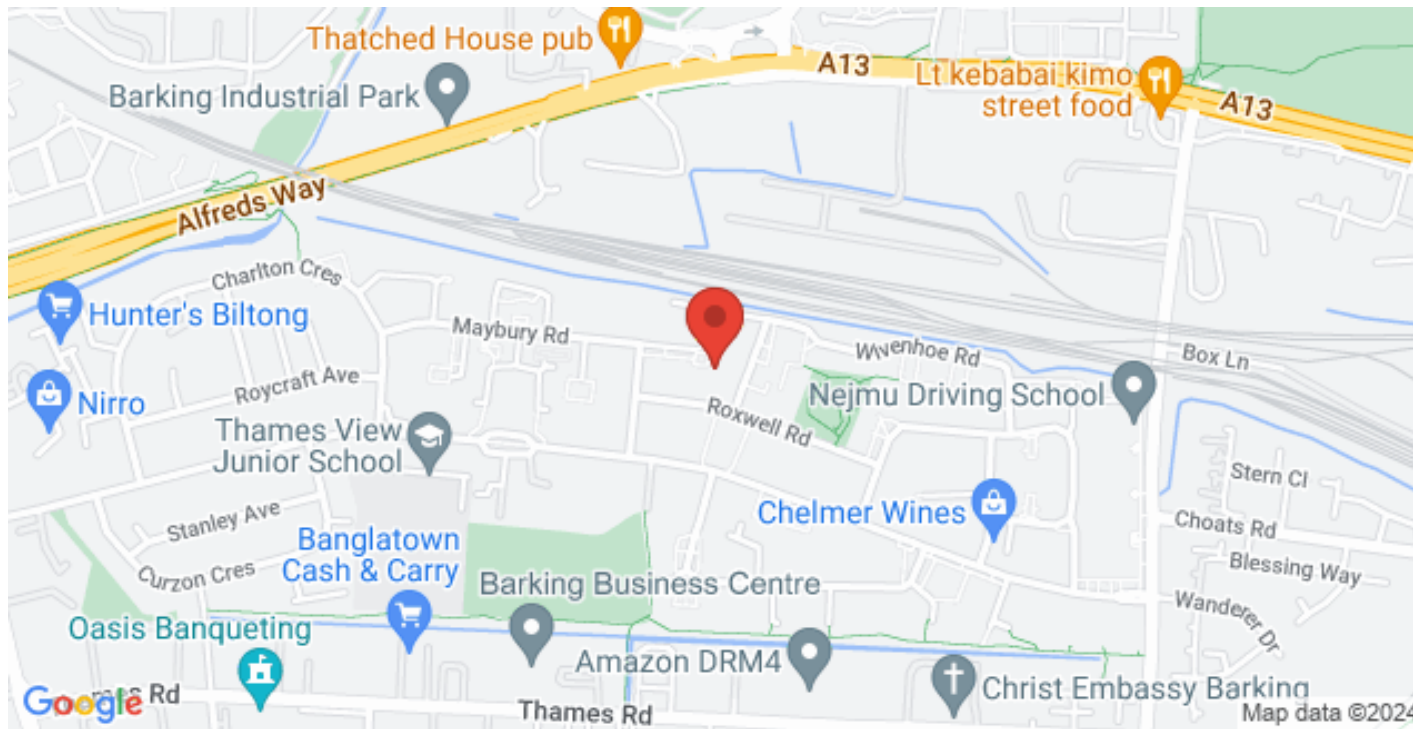 Thatched House pub
A13
Lt kebabai kimo
street food
A13
Barking Industrial Park
Alfreds Way
Charlton Cres
Hunter's Biltong
Maybury Rd
Wivenhoe Rd
Box Ln
Roycraft Ave
Nirro
Nejmu Driving School
Roxwell Rd
Thames View
Junior School
Stern Cl
Stanley Ave
Chelmer Wines
Choats Rd
Banglatown
Cash & Carry
Curzon Cres
Barking Business Centre
Blessing Way
Wanderer Dr
Oasis Banqueting
Amazon DRM4
Christ Embassy Barking
Google
mes Rd
Thames Rd
Map data ©2024